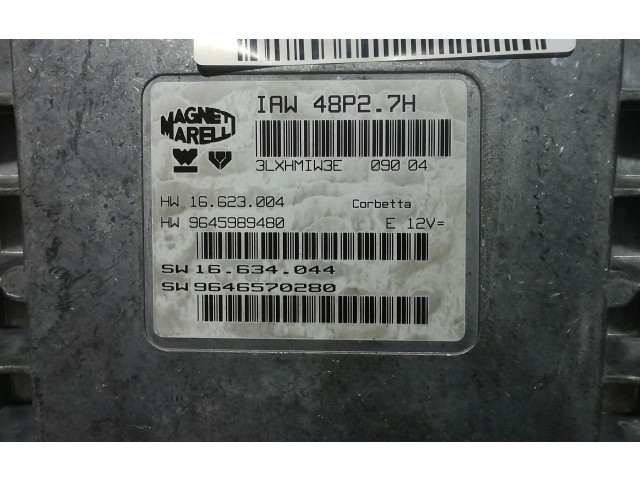 MAGNETI
MARELLI
IAW 48P2.7H
3LXHMIW3E 090 04
HW 16.623.004 Corbetta
HW 9645989480 E 12V=
SW 16.634.044
SW 9646570280